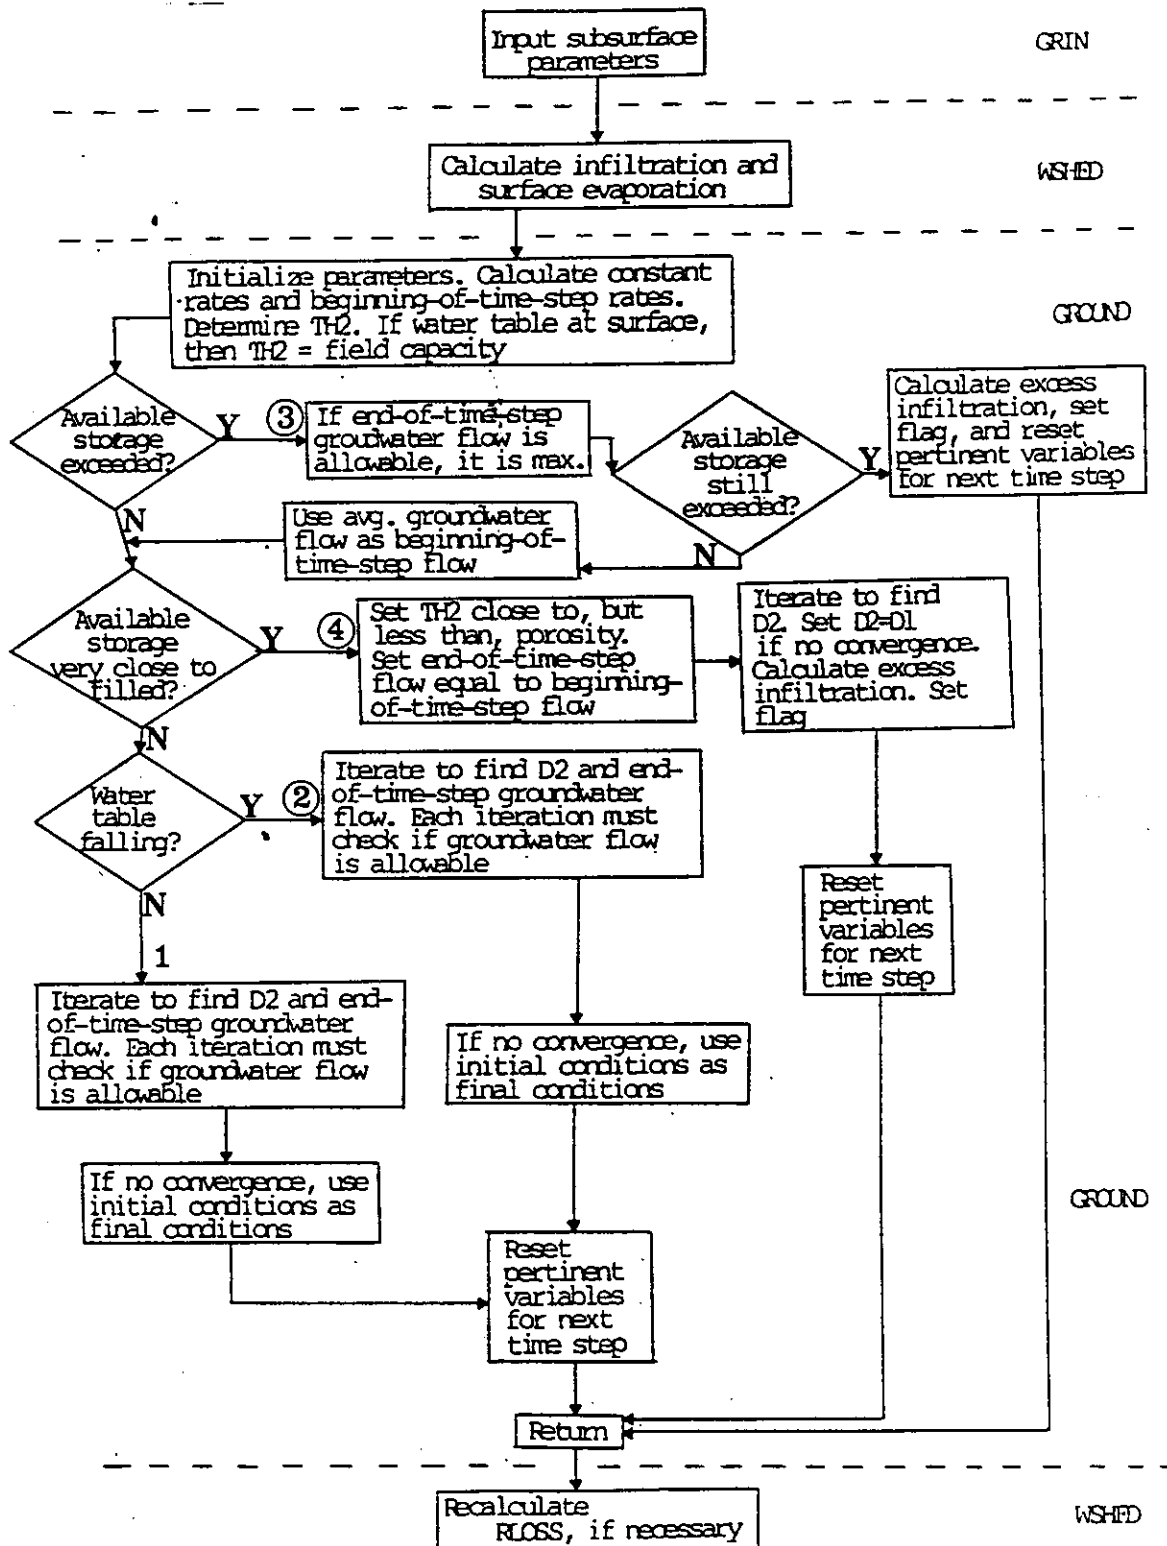 Input subsurface
parameters
GRIN
Calculate infiltration and
surface evaporation
WSHED
Initialize parameters. Calculate constant
rates and beginning-of-time-step rates.
Determine TH2. If water table at surface,
then TH2 = field capacity
GROUND
Available
storage
exceeded?
Y
3
If end-of-time-step
groundwater flow is
allowable, it is max.
Available
storage
still
exceeded?
Y
Calculate excess
infiltration, set
flag, and reset
pertinent variables
for next time step
N
Use avg. groundwater
flow as beginning-of-
time-step flow
N
Available
storage
very close to
filled?
Y
4
Set TH2 close to, but
less than, porosity.
Set end-of-time-step
flow equal to beginning-
of-time-step flow
Iterate to find
D2. Set D2=D1
if no convergence.
Calculate excess
infiltration. Set
flag
N
Water
table
falling?
Y
2
Iterate to find D2 and end-
of-time-step groundwater
flow. Each iteration must
check if groundwater flow
is allowable
Reset
pertinent
variables
for next
time step
N
1
Iterate to find D2 and end-
of-time-step groundwater
flow. Each iteration must
check if groundwater flow
is allowable
If no convergence, use
initial conditions as
final conditions
If no convergence, use
initial conditions as
final conditions
GROUND
Reset
pertinent
variables
for next
time step
Return
Recalculate
RLOSS, if necessary
WSHED